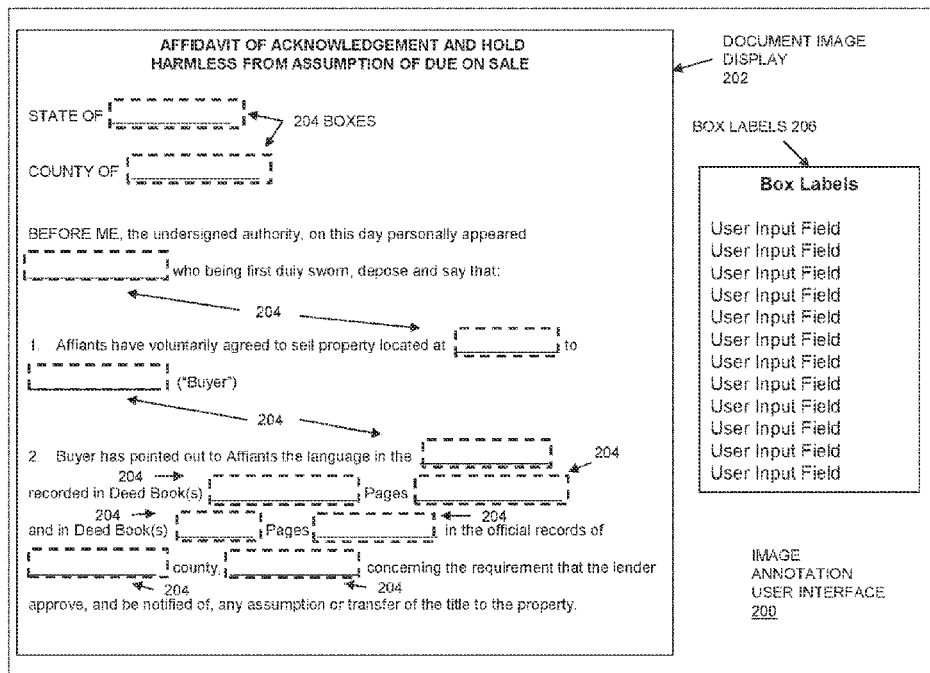 AFFIDAVIT OF ACKNOWLEDGEMENT AND HOLD
HARMLESS FROM ASSUMPTION OF DUE ON SALE
STATE OF
204 BOXES
COUNTY OF
BEFORE ME, the undersigned authority, on this day personally appeared
who being first duly sworn, depose and say that:
204
1. Affiants have voluntarily agreed to sell property located at to
("Buyer")
204
2. Buyer has pointed out to Affiants the language in the
204
204
recorded in Deed Book(s) Pages
204
204
and in Deed Book(s) Pages in the official records of
county, concerning the requirement that the lender
204
204
approve, and be notified of, any assumption or transfer of the title to the property.
DOCUMENT IMAGE
DISPLAY
202
BOX LABELS 206
Box Labels
User Input Field
User Input Field
User Input Field
User Input Field
User Input Field
User Input Field
User Input Field
User Input Field
User Input Field
User Input Field
User Input Field
User Input Field
IMAGE
ANNOTATION
USER INTERFACE
200